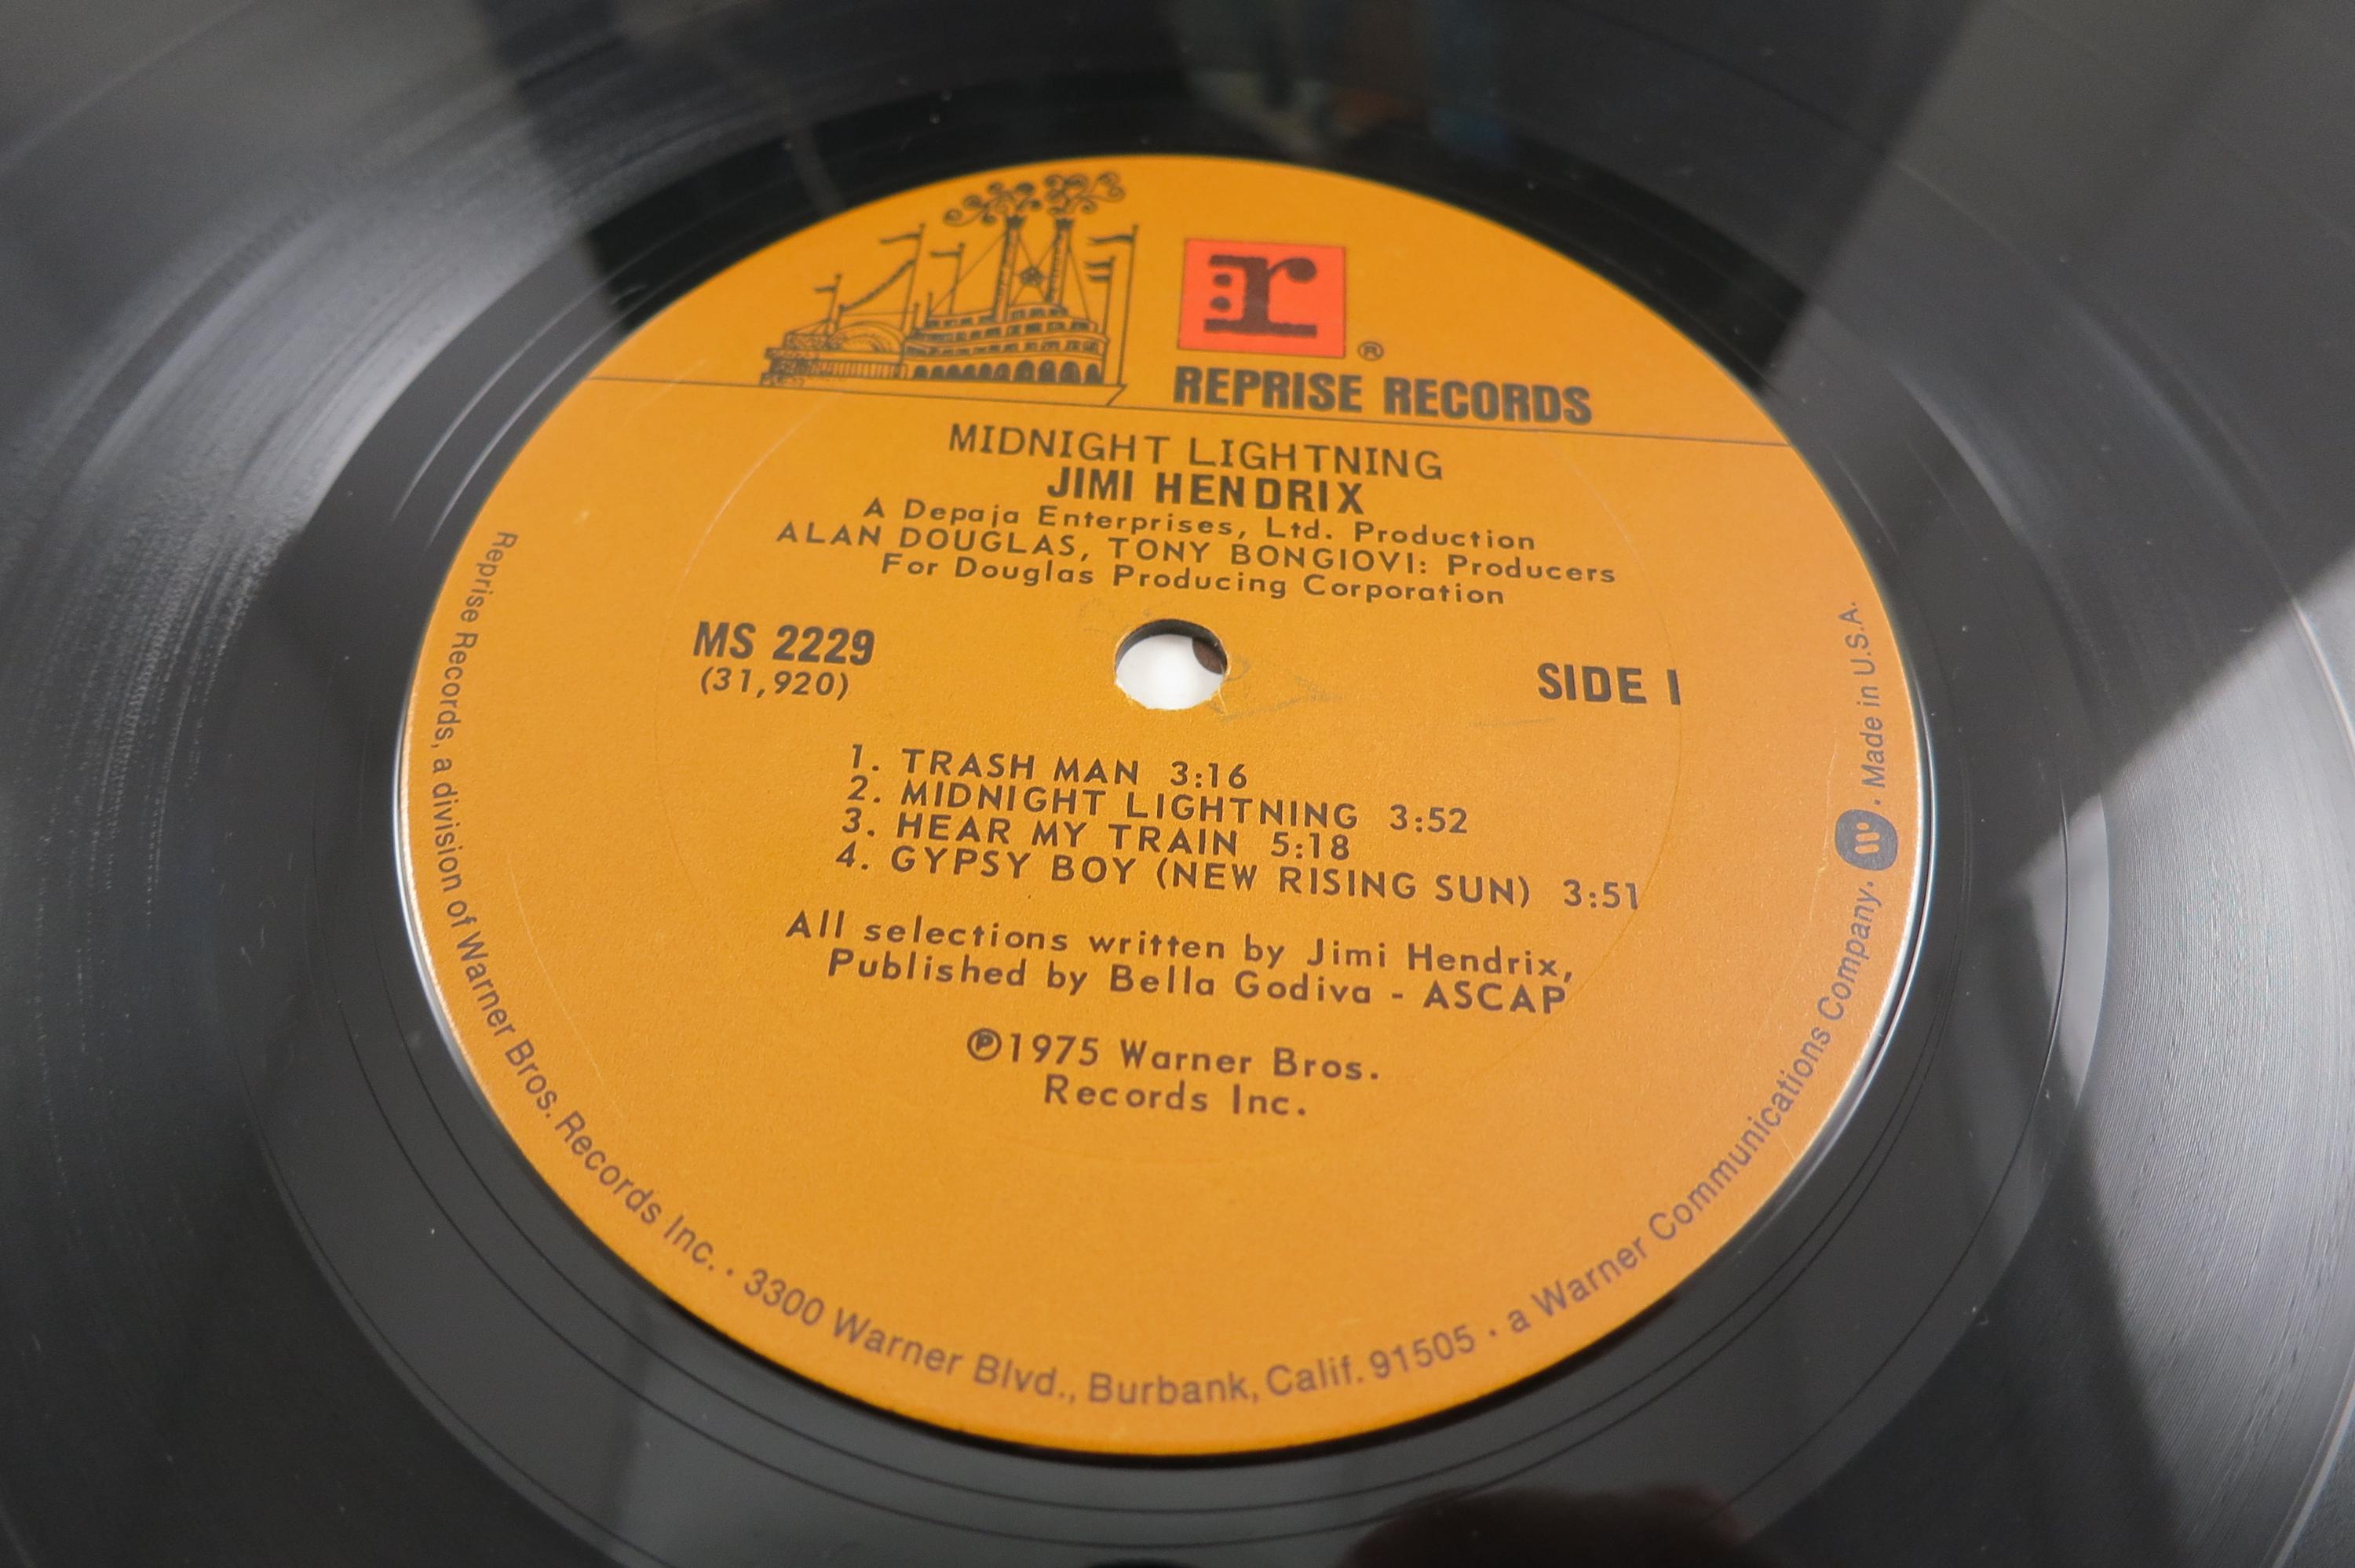 r:
®
REPRISE RECORDS
MIDNIGHT LIGHTNING
JIMI HENDRIX
A Depaja Enterprises, Ltd. Production
ALAN DOUGLAS, TONY BONGIOVI: Producers
For Douglas Producing Corporation
MS 2229
(31,920)
SIDE 1
1. TRASH MAN 3:16
2. MIDNIGHT LIGHTNING 3:52
3. HEAR MY TRAIN 5:18
4. GYPSY BOY (NEW RISING SUN) 3:51
All selections written by Jimi Hendrix,
Published by Bella Godiva - ASCAP
℗1975 Warner Bros.
Records Inc.
Reprise Records, a division of Warner Bros. Records Inc. · 3300 Warner Blvd., Burbank, Calif. 91505 · a Warner Communications Company · W · Made in U.S.A.